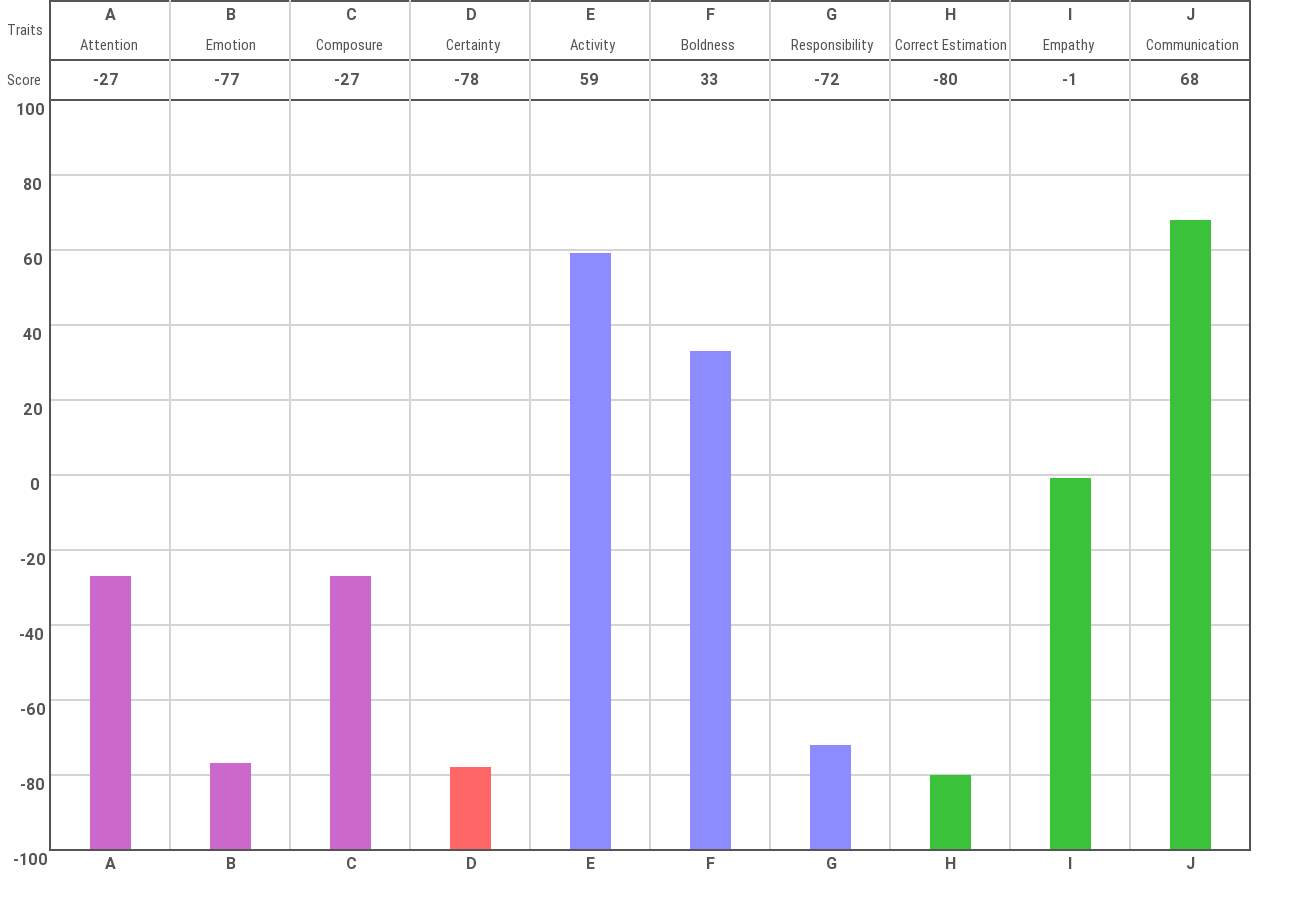 A B C D E F G H I J
Traits
Attention Emotion Composure Certainty Activity Boldness Responsibility Correct Estimation Empathy Communication
Score -27 -77 -27 -78 59 33 -72 -80 -1 68
100
80
60
40
20
0
-20
-40
-60
-80
-100
A B C D E F G H I J